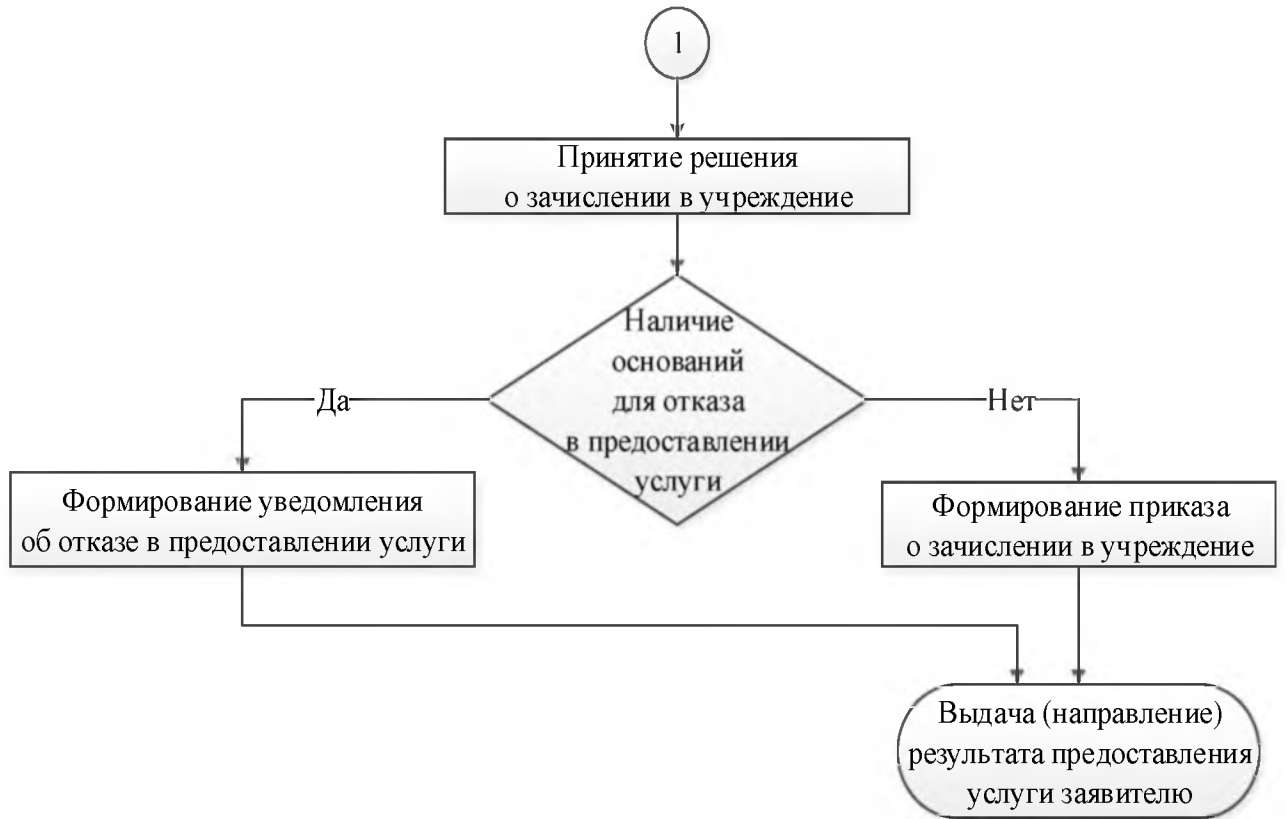 1
Принятие решения
о зачислении в учреждение
Наличие
оснований
для отказа
в предоставлении
услуги
Да
Нет
Формирование уведомления
об отказе в предоставлении услуги
Формирование приказа
о зачислении в учреждение
Выдача (направление)
результата предоставления
услуги заявителю